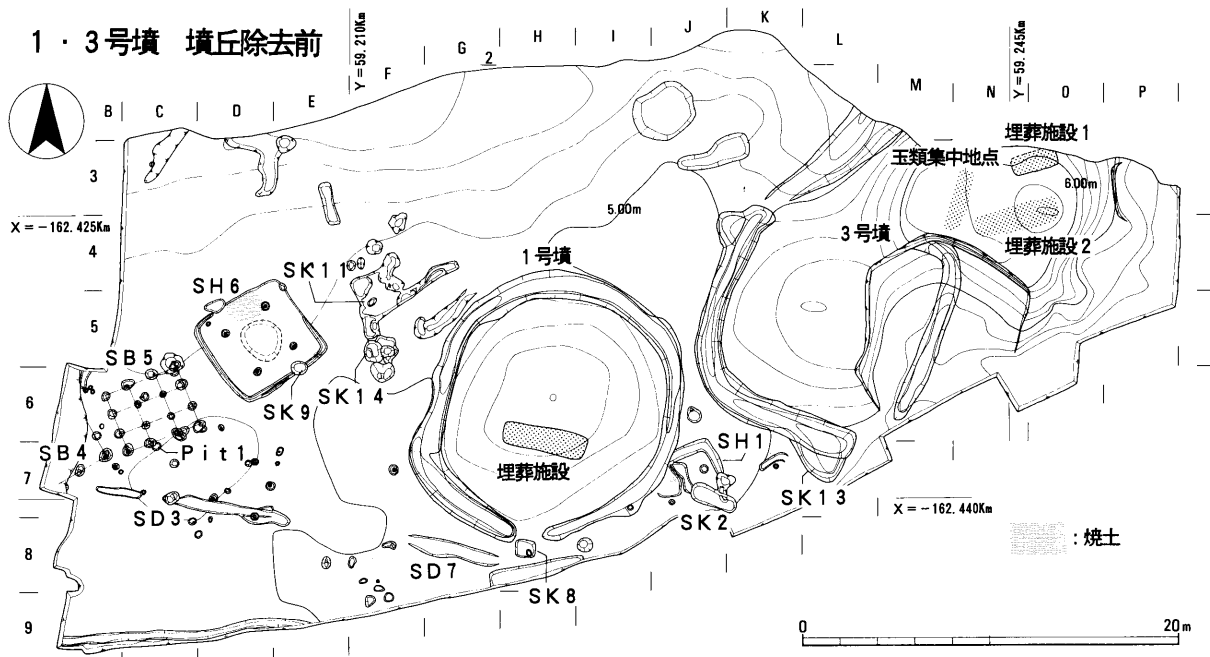 1・3号墳 墳丘除去前
Y=59.210Km
Y=59.245Km
B
C
D
E
F
G
2
H
I
J
K
L
M
N
O
P
埋葬施設1
玉類集中地点
3
6.00m
5.00m
X=-162.425Km
4
3号墳
埋葬施設2
1号墳
SK11
SH6
5
SB5
6
SK9
SK14
SB4
Pit1
SH1
埋葬施設
7
SK13
SD3
SK2
X=-162.440Km
8
:焼土
SD7
SK8
9
0
20m